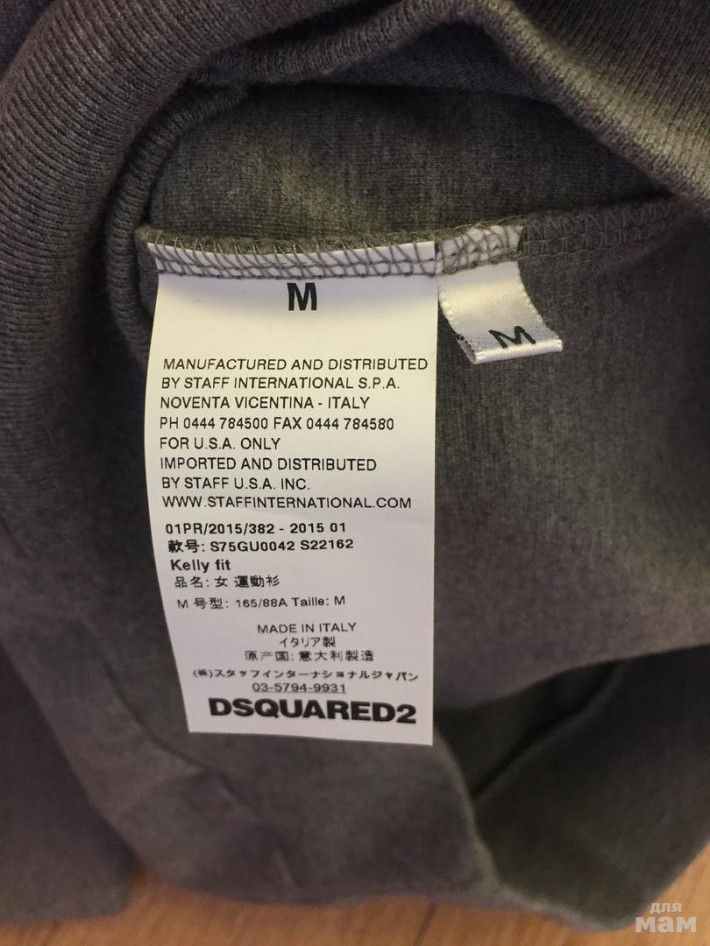 M
M
MANUFACTURED AND DISTRIBUTED
BY STAFF INTERNATIONAL S.P.A.
NOVENTA VICENTINA - ITALY
PH 0444 784500 FAX 0444 784580
FOR U.S.A. ONLY
IMPORTED AND DISTRIBUTED
BY STAFF U.S.A. INC.
WWW.STAFFINTERNATIONAL.COM
01PR/2015/382 - 2015 01
款号: S75GU0042 S22162
Kelly fit
品名: 女 運動衫
M 号型: 165/88A Taille: M
MADE IN ITALY
イタリア製
原产国: 意大利製造
(株)スタッフインターナショナルジャパン
03-5794-9931
DSQUARED2
для
мам